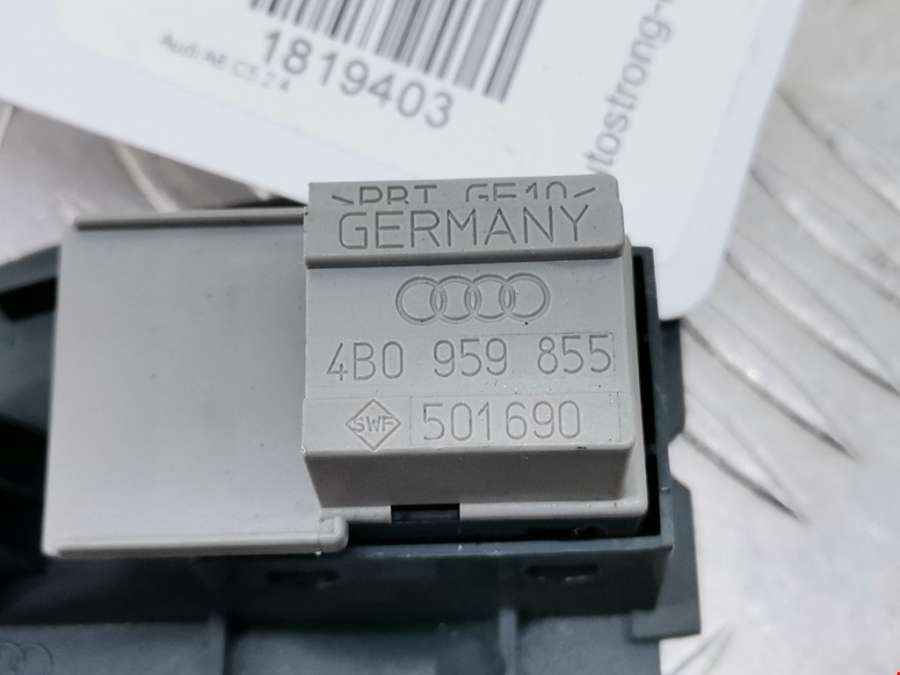 1819403
Audi A6 C5 2.4
>PBT GF10<
GERMANY
4B0 959 855
SWF 501690